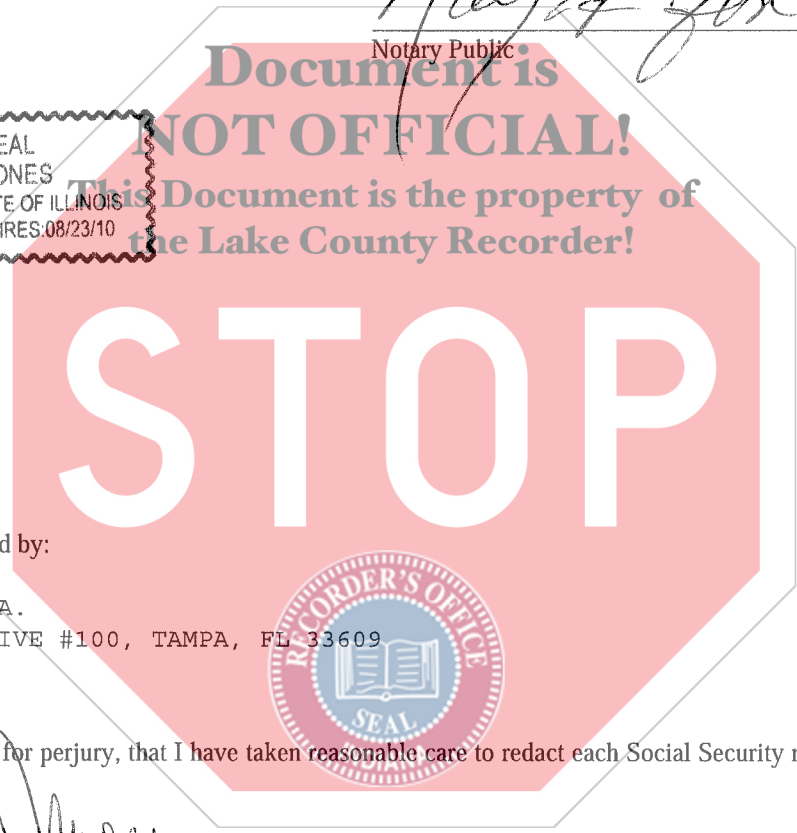 Notary Public
Document is
NOT OFFICIAL!
EAL
ONES
TE OF ILLINOIS
IRES:08/23/10
This Document is the property of
the Lake County Recorder!
STOP
d by:
A.
IVE #100, TAMPA, FL 33609
RECORDER'S OFFICE
SEAL
INDIANA
for perjury, that I have taken reasonable care to redact each Social Security